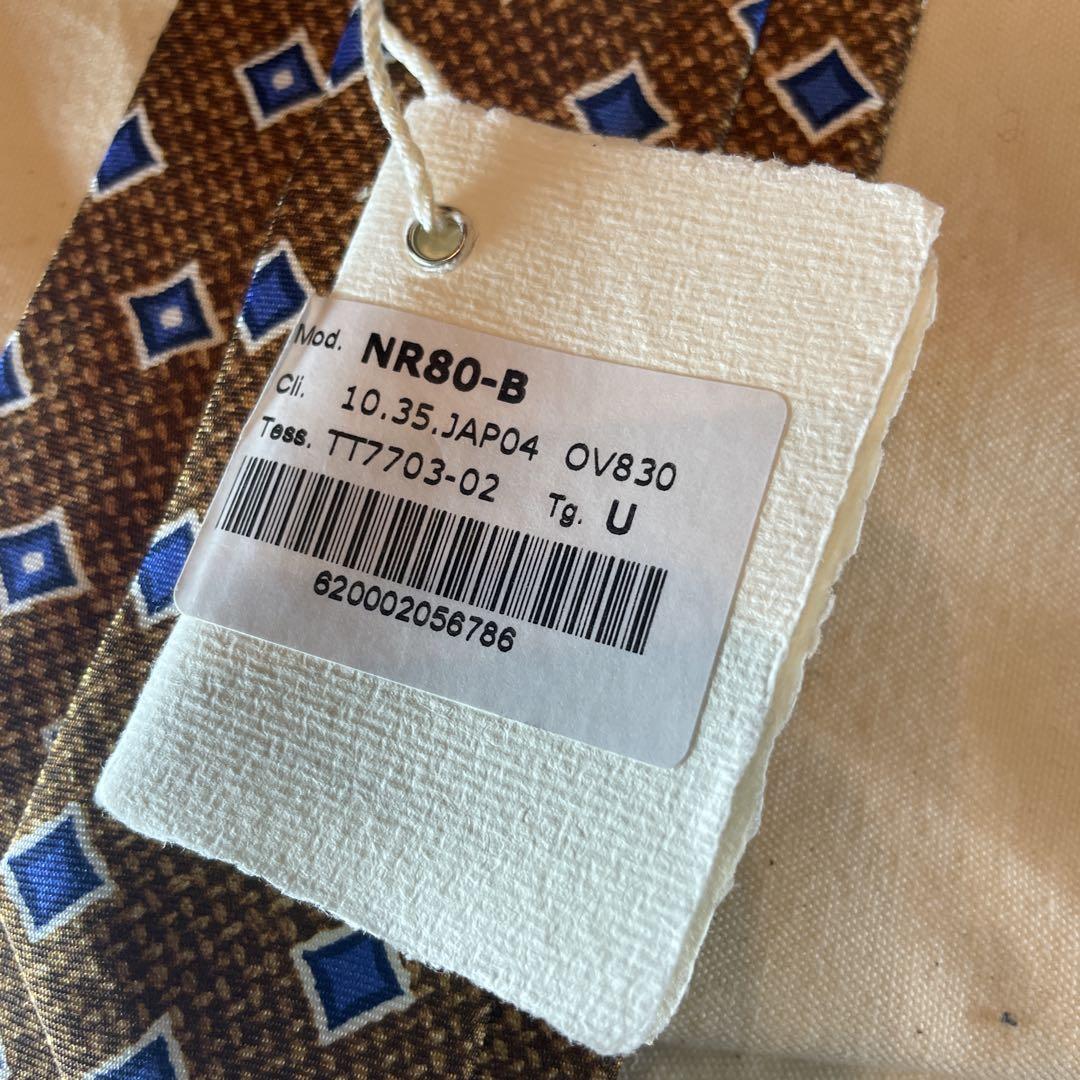 Mod. NR80-B
Cli. 10.35.JAP04 OV830
Tess. TT7703-02 Tg. U
620002056786